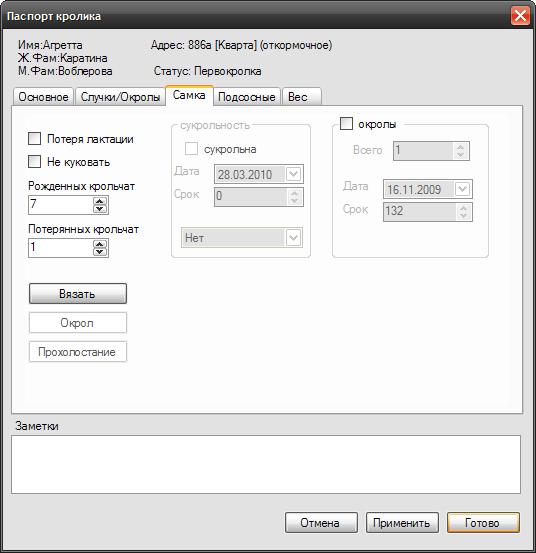 Паспорт кролика
Имя:Агретта Адрес: 886а [Кварта] (откормочное)
Ж.Фам:Каратина
М.Фам:Воблерова Статус: Первокролка
Основное Случки/Окролы Самка Подсосные Вес
Потеря лактации
Не куковать
Рожденных крольчат
7
Потерянных крольчат
1
Вязать
Окрол
Прохолостание
сукрольность
сукрольна
Дата 28.03.2010
Срок 0
Нет
окролы
Всего 1
Дата 16.11.2009
Срок 132
Заметки
Отмена Применить Готово